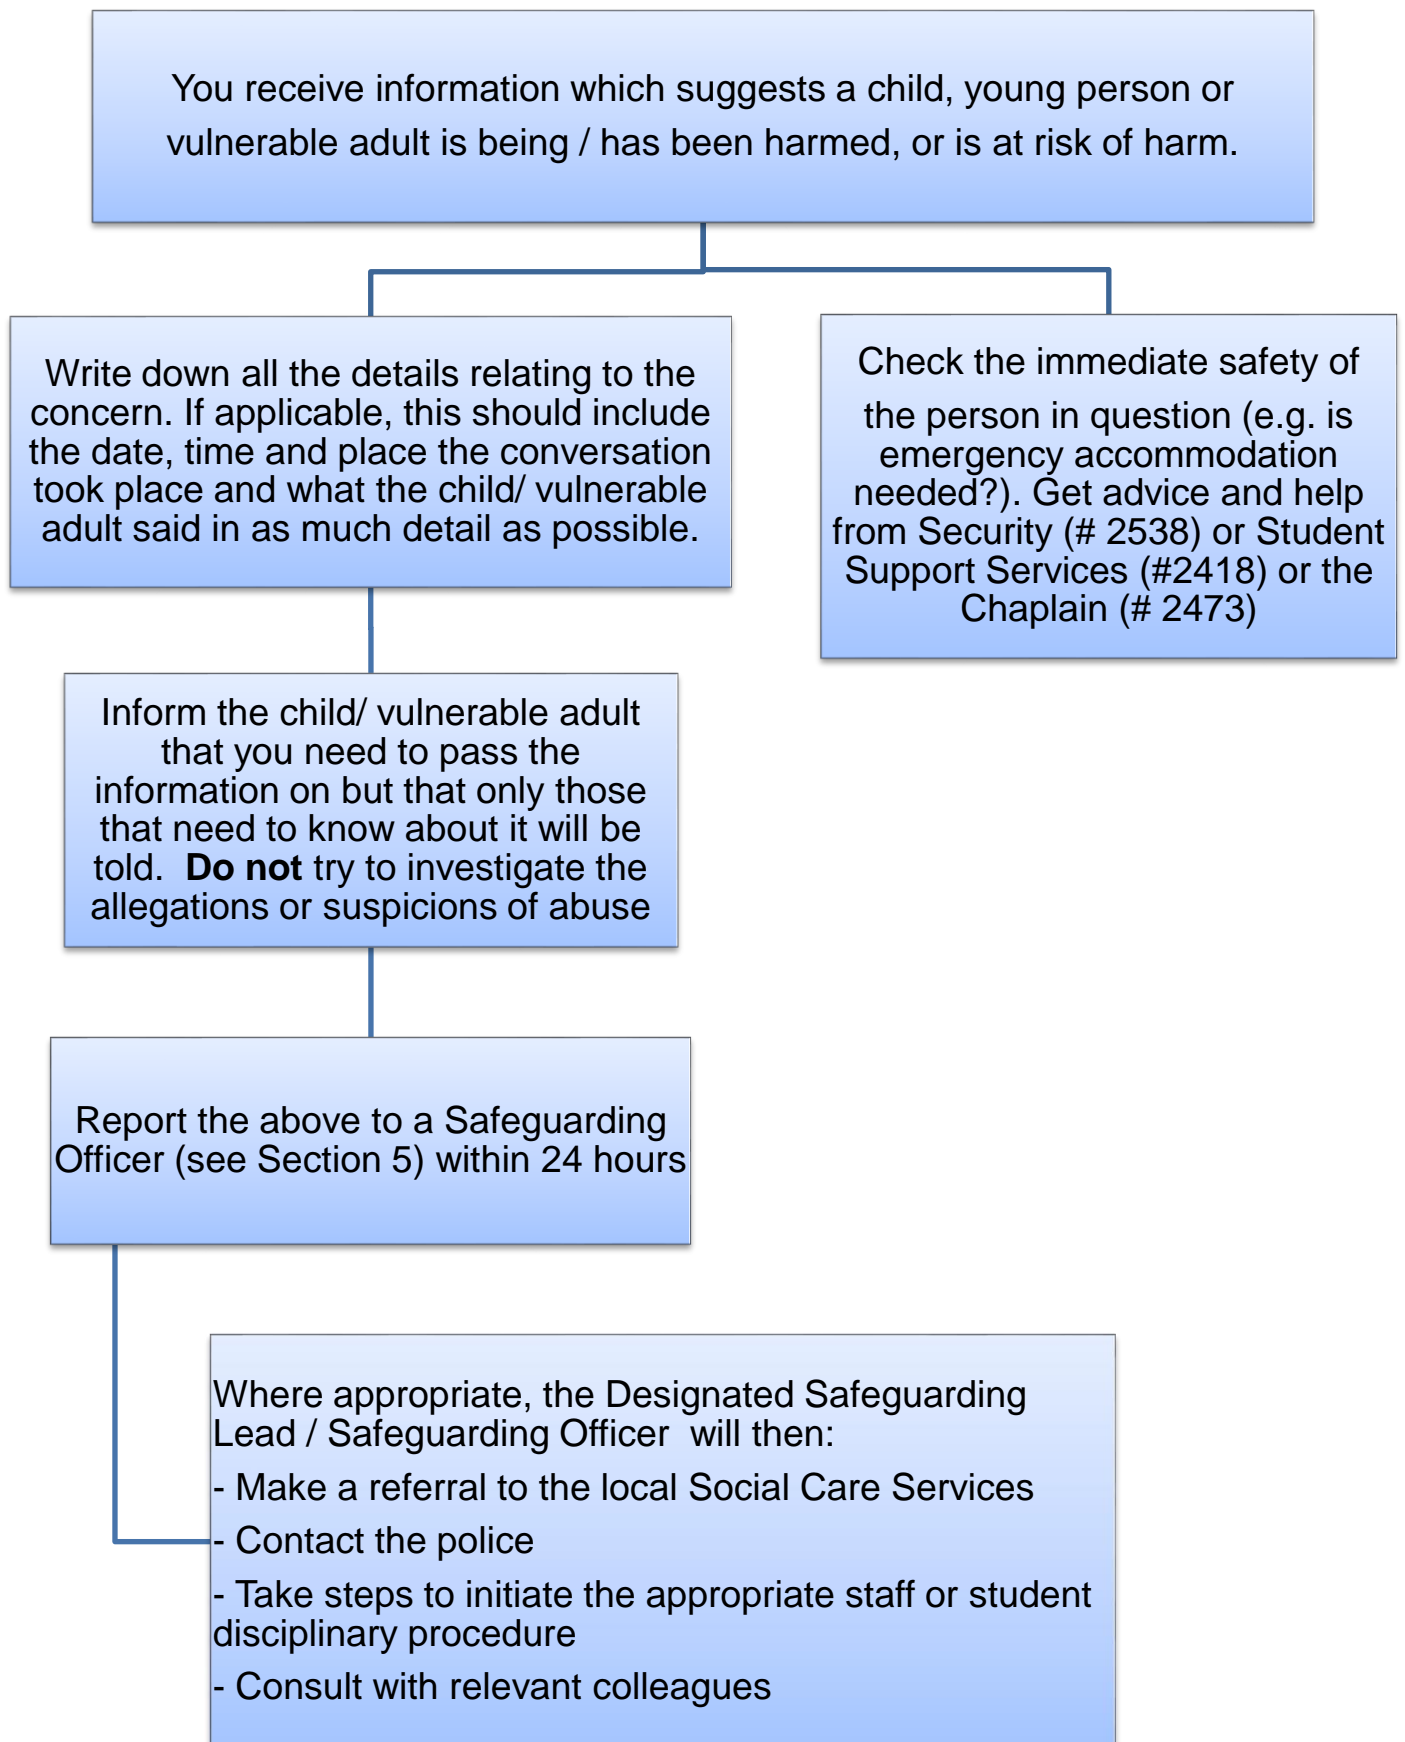 You receive information which suggests a child, young person or
vulnerable adult is being / has been harmed, or is at risk of harm.
Write down all the details relating to the
concern. If applicable, this should include
the date, time and place the conversation
took place and what the child/ vulnerable
adult said in as much detail as possible.
Check the immediate safety of
the person in question (e.g. is
emergency accommodation
needed?). Get advice and help
from Security (# 2538) or Student
Support Services (#2418) or the
Chaplain (# 2473)
Inform the child/ vulnerable adult
that you need to pass the
information on but that only those
that need to know about it will be
told.  Do not try to investigate the
allegations or suspicions of abuse
Report the above to a Safeguarding
Officer (see Section 5) within 24 hours
Where appropriate, the Designated Safeguarding
Lead / Safeguarding Officer  will then:
- Make a referral to the local Social Care Services
- Contact the police
- Take steps to initiate the appropriate staff or student
disciplinary procedure
- Consult with relevant colleagues